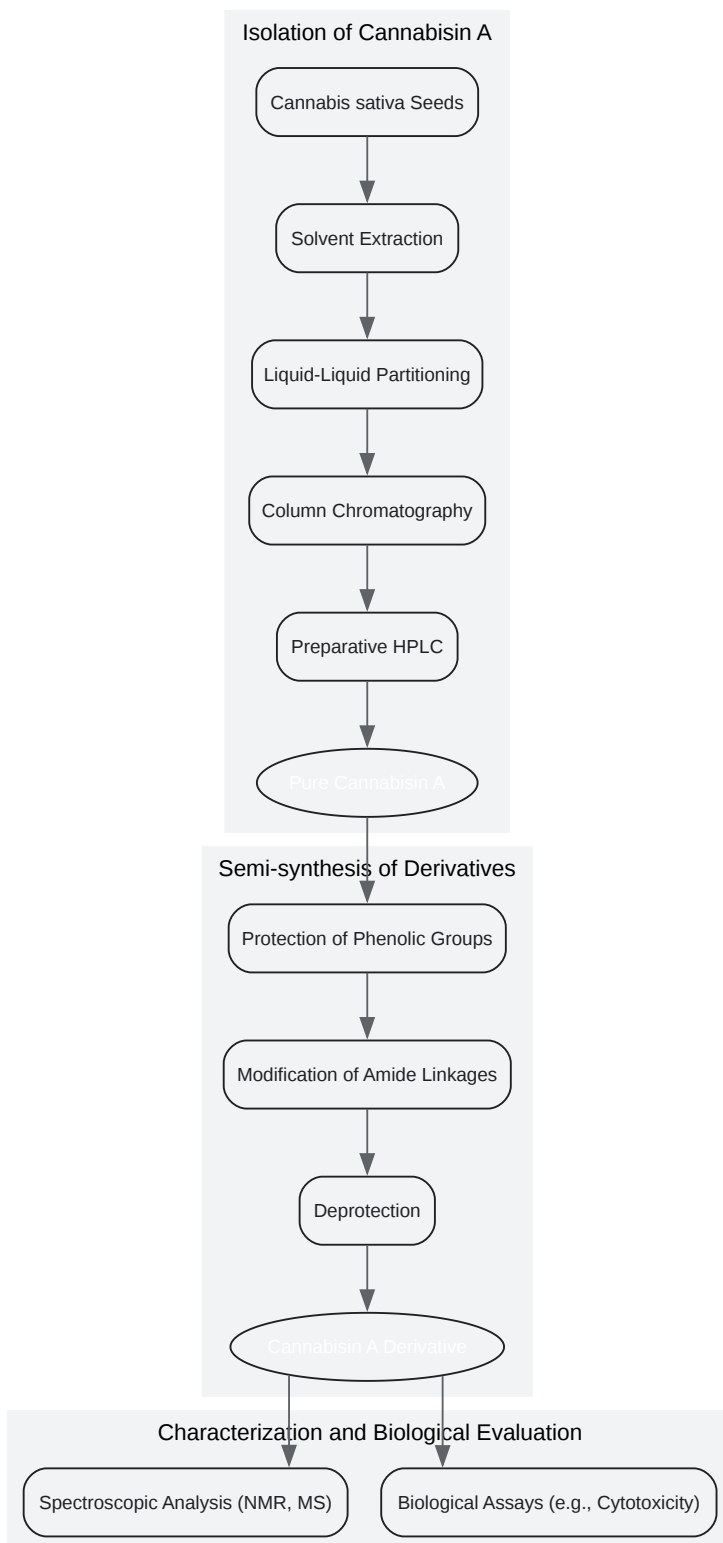 Isolation of Cannabisin A
Cannabis sativa Seeds
Solvent Extraction
Liquid-Liquid Partitioning
Column Chromatography
Preparative HPLC
Pure Cannabisin A
Semi-synthesis of Derivatives
Protection of Phenolic Groups
Modification of Amide Linkages
Deprotection
Cannabisin A Derivative
Characterization and Biological Evaluation
Spectroscopic Analysis (NMR, MS)
Biological Assays (e.g., Cytotoxicity)